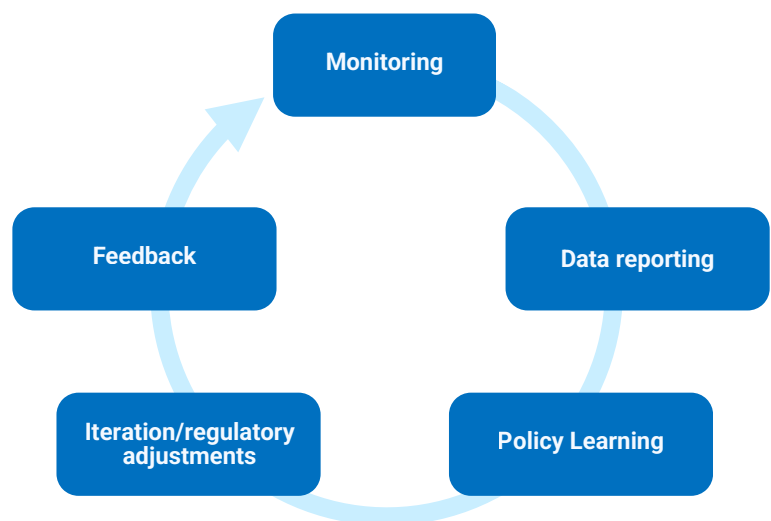 Monitoring
Data reporting
Policy Learning
Iteration/regulatory
adjustments
Feedback